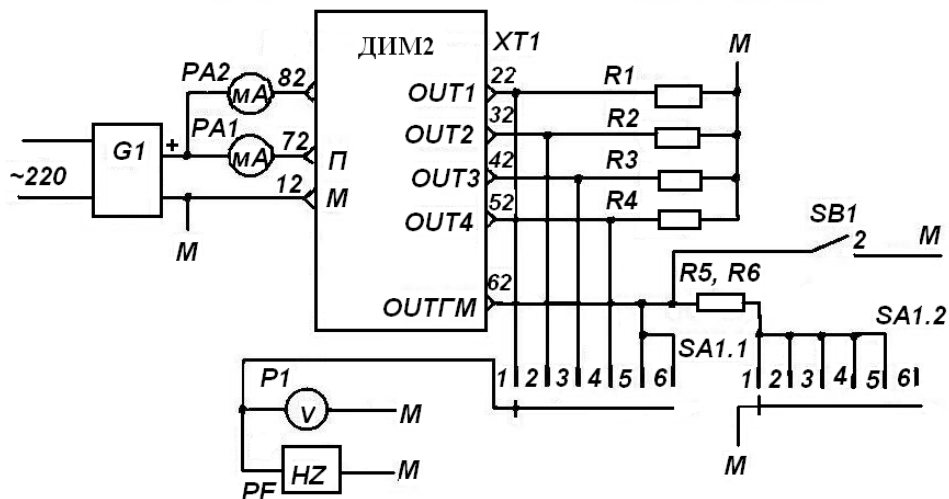 ДИМ2
XT1
M
PA2
82
мА
OUT1
22
R1
PA1
32
R2
G1
+
мА
72
П
OUT2
42
R3
~220
12
М
OUT3
52
R4
M
OUT4
SB1
2
M
62
R5, R6
OUTГМ
SA1.1
SA1.2
1 2 3 4 5 6
1 2 3 4 5 6
P1
V
M
PF
HZ
M
M